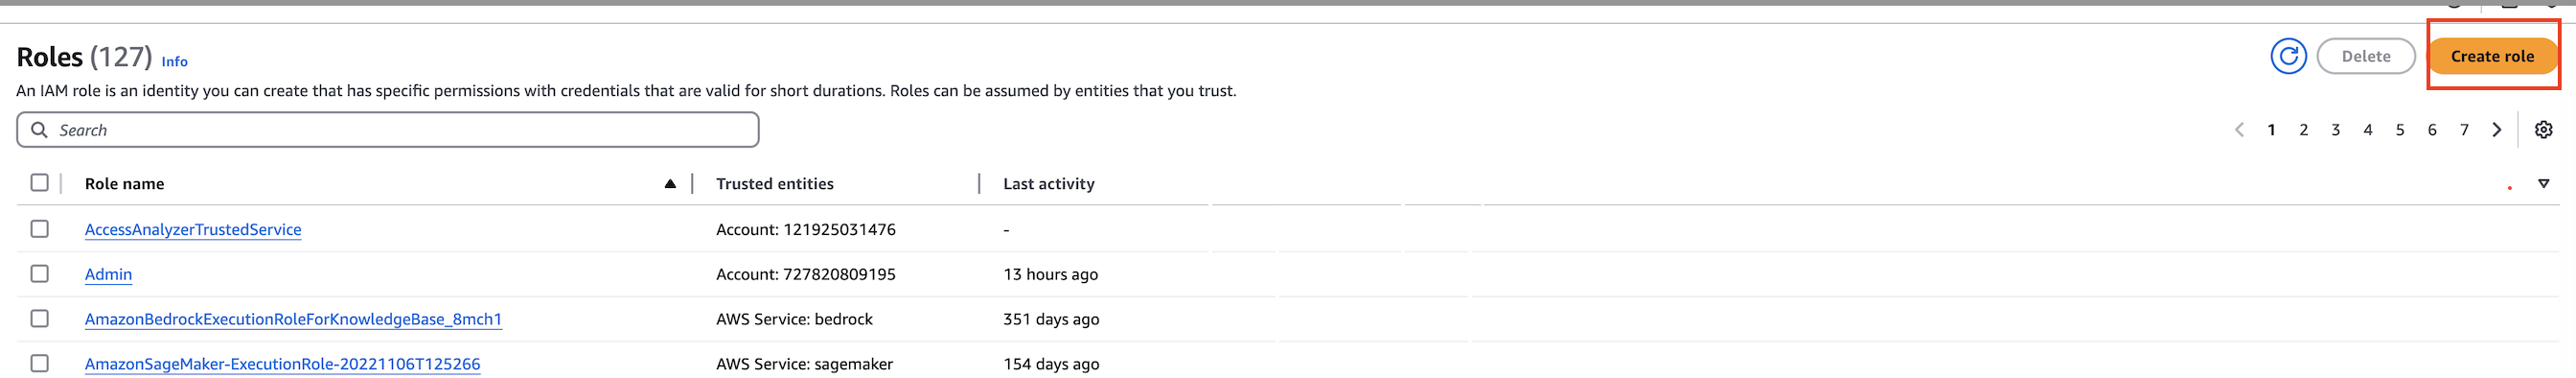 Roles (127) Info
Delete
Create role
An IAM role is an identity you can create that has specific permissions with credentials that are valid for short durations. Roles can be assumed by entities that you trust.
Search
1 2 3 4 5 6 7
Role name Trusted entities Last activity
AccessAnalyzerTrustedService Account: 121925031476 -
Admin Account: 727820809195 13 hours ago
AmazonBedrockExecutionRoleForKnowledgeBase_8mch1 AWS Service: bedrock 351 days ago
AmazonSageMaker-ExecutionRole-20221106T125266 AWS Service: sagemaker 154 days ago